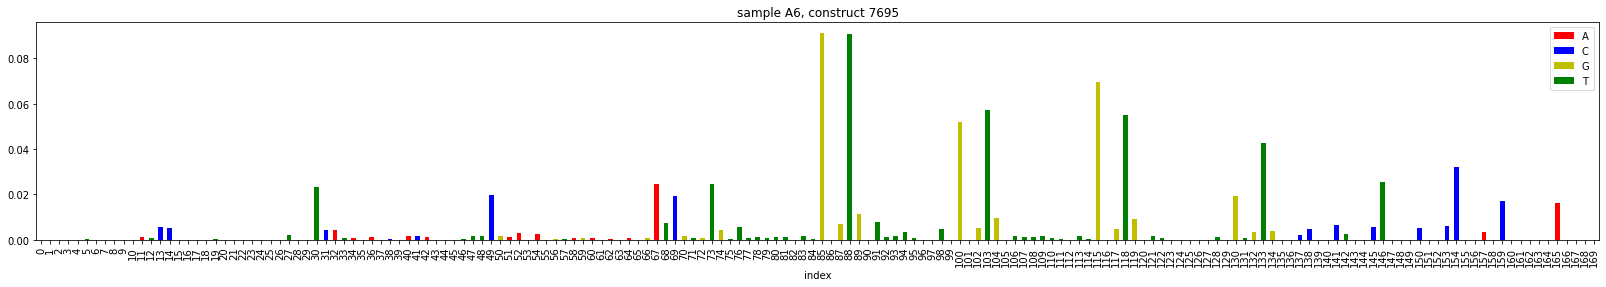 sample A6, construct 7695
A
C
G
T
0.08
0.06
0.04
0.02
0.00
0 1 2 3 4 5 6 7 8 9 10 11 12 13 14 15 16 17 18 19 20 21 22 23 24 25 26 27 28 29 30 31 32 33 34 35 36 37 38 39 40 41 42 43 44 45 46 47 48 49 50 51 52 53 54 55 56 57 58 59 60 61 62 63 64 65 66 67 68 69 70 71 72 73 74 75 76 77 78 79 80 81 82 83 84 85 86 87 88 89 90 91 92 93 94 95 96 97 98 99 100 101 102 103 104 105 106 107 108 109 110 111 112 113 114 115 116 117 118 119 120 121 122 123 124 125 126 127 128 129 130 131 132 133 134 135 136 137 138 139 140 141 142 143 144 145 146 147 148 149 150 151 152 153 154 155 156 157 158 159 160 161 162 163 164 165 166 167 168 169
index